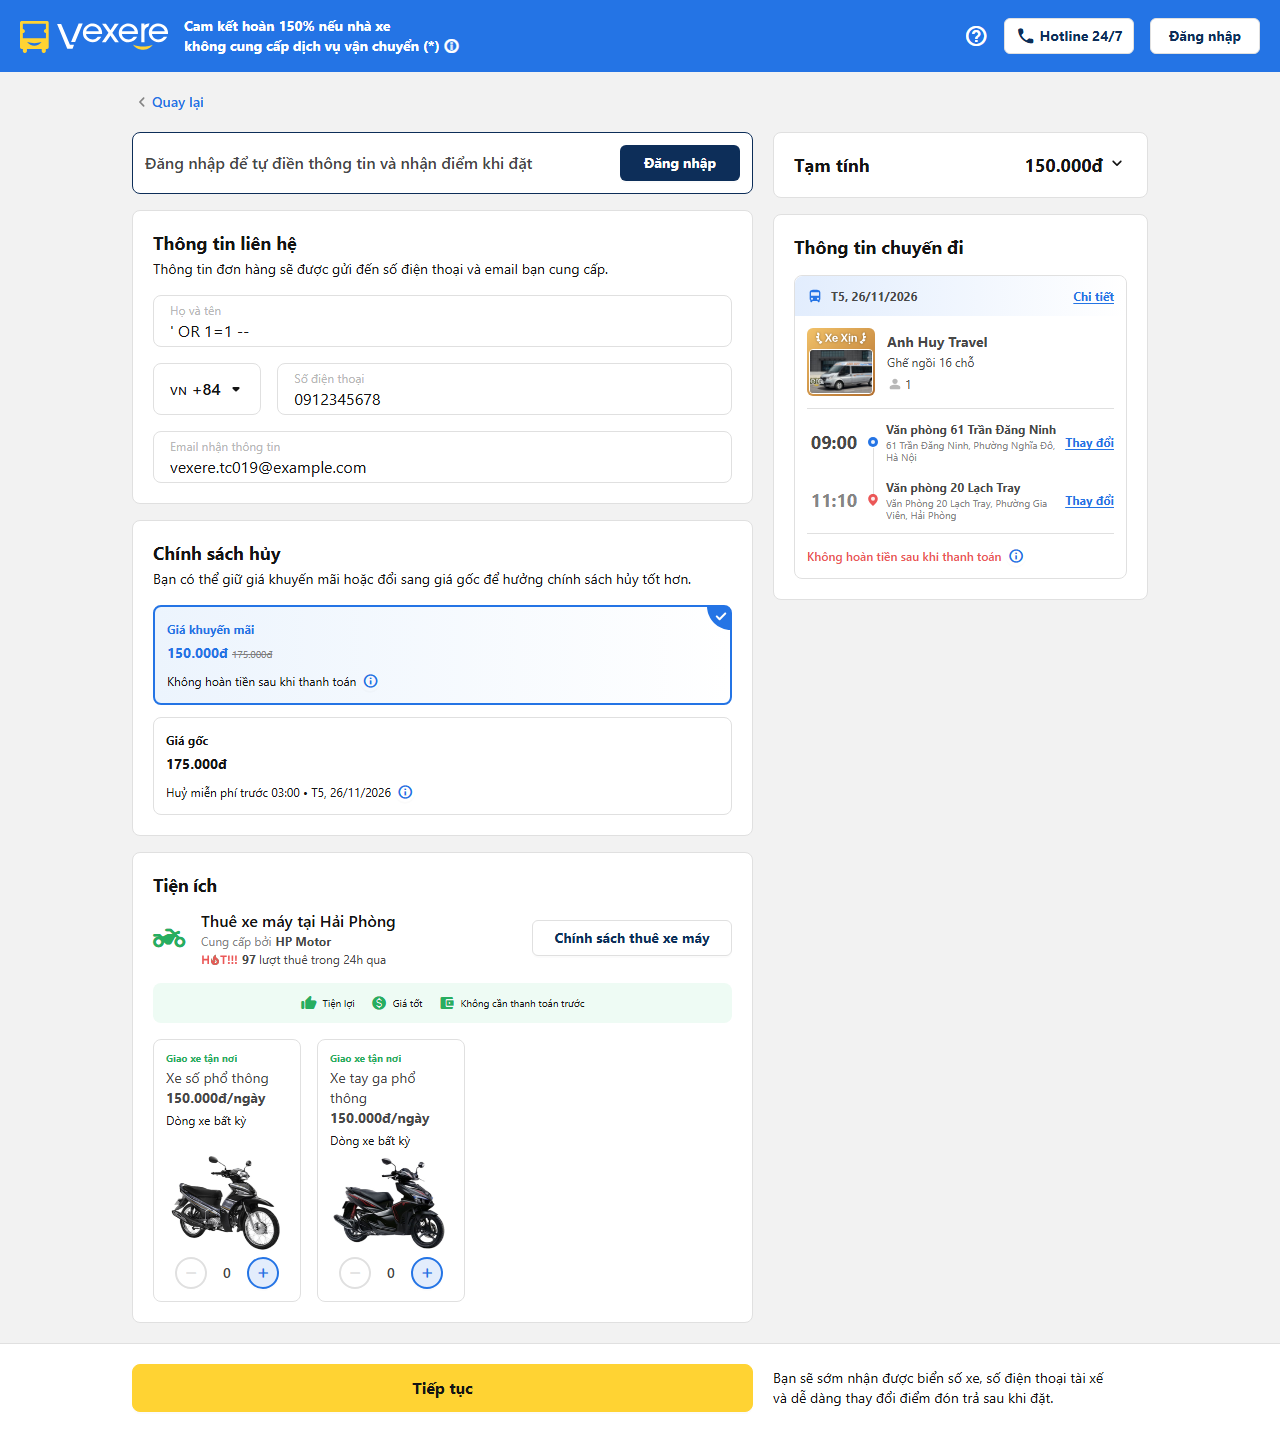 vexere
Cam kết hoàn 150% nếu nhà xe
không cung cấp dịch vụ vận chuyển (*)
Hotline 24/7
Đăng nhập
Quay lại
Đăng nhập để tự điền thông tin và nhận điểm khi đặt
Đăng nhập
Thông tin liên hệ
Thông tin đơn hàng sẽ được gửi đến số điện thoại và email bạn cung cấp.
Họ và tên
' OR 1=1 --
VN +84
Số điện thoại
0912345678
Email nhận thông tin
vexere.tc019@example.com
Chính sách hủy
Bạn có thể giữ giá khuyến mãi hoặc đổi sang giá gốc để hưởng chính sách hủy tốt hơn.
Giá khuyến mãi
150.000đ 175.000đ
Không hoàn tiền sau khi thanh toán
Giá gốc
175.000đ
Huỷ miễn phí trước 03:00 • T5, 26/11/2026
Tiện ích
Thuê xe máy tại Hải Phòng
Cung cấp bởi HP Motor
HOT!!! 97 lượt thuê trong 24h qua
Chính sách thuê xe máy
Tiện lợi
Giá tốt
Không cần thanh toán trước
Giao xe tận nơi
Xe số phổ thông
150.000đ/ngày
Dòng xe bất kỳ
0
Giao xe tận nơi
Xe tay ga phổ
thông
150.000đ/ngày
Dòng xe bất kỳ
0
Tạm tính
150.000đ
Thông tin chuyến đi
T5, 26/11/2026
Chi tiết
Xe Xịn
Anh Huy Travel
Ghế ngồi 16 chỗ
1
09:00
Văn phòng 61 Trần Đăng Ninh
61 Trần Đăng Ninh, Phường Nghĩa Đô,
Hà Nội
Thay đổi
11:10
Văn phòng 20 Lạch Tray
Văn Phòng 20 Lạch Tray, Phường Gia
Viên, Hải Phòng
Thay đổi
Không hoàn tiền sau khi thanh toán
Tiếp tục
Bạn sẽ sớm nhận được biển số xe, số điện thoại tài xế
và dễ dàng thay đổi điểm đón trả sau khi đặt.